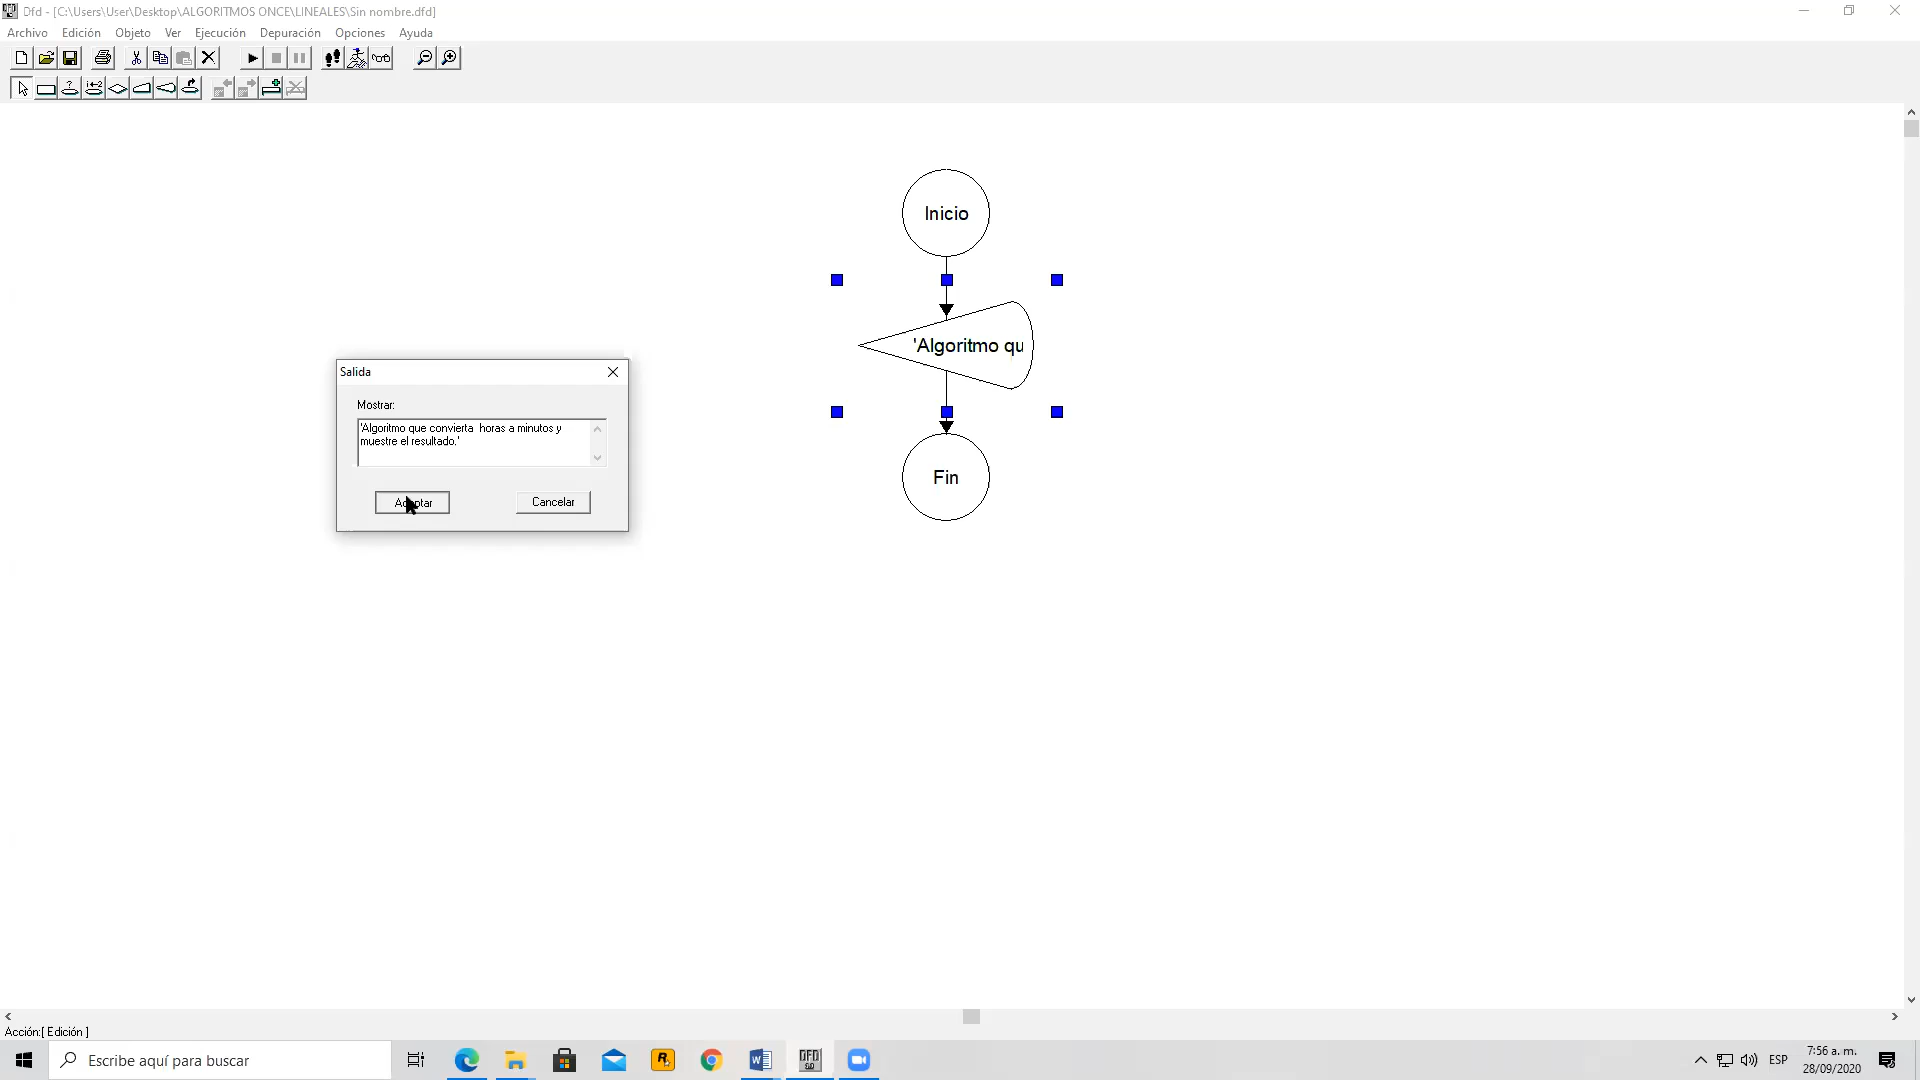 Dfd - [C:\Users\User\Desktop\ALGORITMOS ONCE\LINEALES\Sin nombre.dfd]
Archivo Edición Objeto Ver Ejecución Depuración Opciones Ayuda
Inicio
'Algoritmo qu
Salida
Mostrar:
'Algoritmo que convierta  horas a minutos y
muestre el resultado.'
Aceptar Cancelar
Fin
Acción:[ Edición ]
Escribe aquí para buscar
ESP
7:56 a. m.
28/09/2020